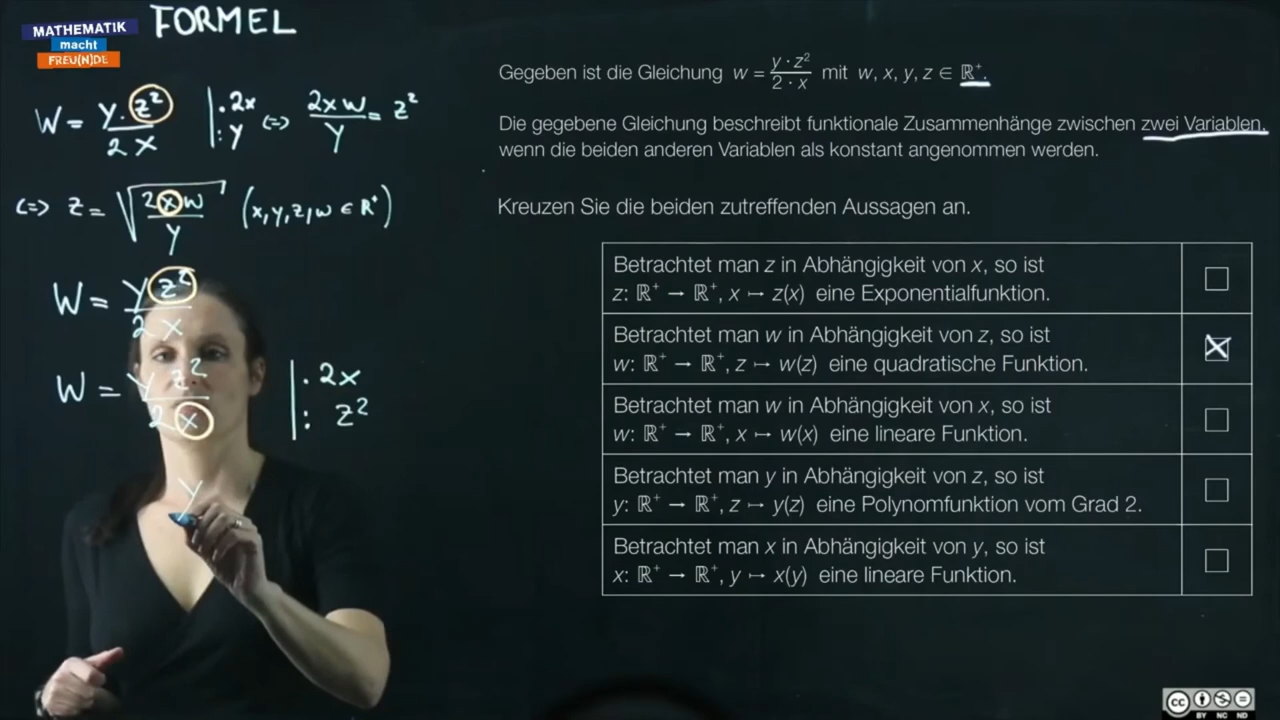 MATHEMATIK
macht
FREU(N)DE
FORMEL
W = y·z² / 2x | ·2x :y <=> 2xw / y = z²
<=> z = √(2xw / y) (x,y,z,w ∈ R⁺)
W = y z² / 2x
W = y z² / 2x | ·2x : z²
y
Gegeben ist die Gleichung w = y · z² / 2 · x mit w, x, y, z ∈ ℝ⁺.
Die gegebene Gleichung beschreibt funktionale Zusammenhänge zwischen zwei Variablen,
wenn die beiden anderen Variablen als konstant angenommen werden.
Kreuzen Sie die beiden zutreffenden Aussagen an.
Betrachtet man z in Abhängigkeit von x, so ist
z: ℝ⁺ → ℝ⁺, x ↦ z(x) eine Exponentialfunktion.
Betrachtet man w in Abhängigkeit von z, so ist
w: ℝ⁺ → ℝ⁺, z ↦ w(z) eine quadratische Funktion.
Betrachtet man w in Abhängigkeit von x, so ist
w: ℝ⁺ → ℝ⁺, x ↦ w(x) eine lineare Funktion.
Betrachtet man y in Abhängigkeit von z, so ist
y: ℝ⁺ → ℝ⁺, z ↦ y(z) eine Polynomfunktion vom Grad 2.
Betrachtet man x in Abhängigkeit von y, so ist
x: ℝ⁺ → ℝ⁺, y ↦ x(y) eine lineare Funktion.
cc
BY NC ND